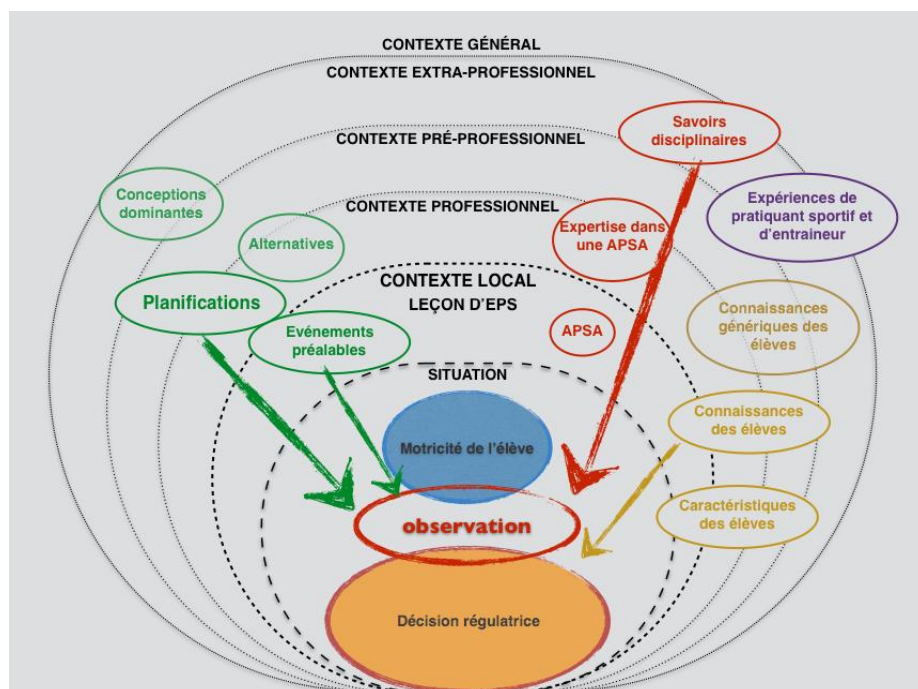 CONTEXTE GÉNÉRAL
CONTEXTE EXTRA-PROFESSIONNEL
Savoirs
disciplinaires
CONTEXTE PRÉ-PROFESSIONNEL
Conceptions
dominantes
Expériences de
pratiquant sportif et
d'entraineur
CONTEXTE PROFESSIONNEL
Alternatives
Expertise dans
une APSA
CONTEXTE LOCAL
LEÇON D'EPS
Planifications
Evénements
préalables
APSA
Connaissances
génériques des
élèves
SITUATION
Motricité de l'élève
Connaissances
des élèves
observation
Caractéristiques
des élèves
Décision régulatrice